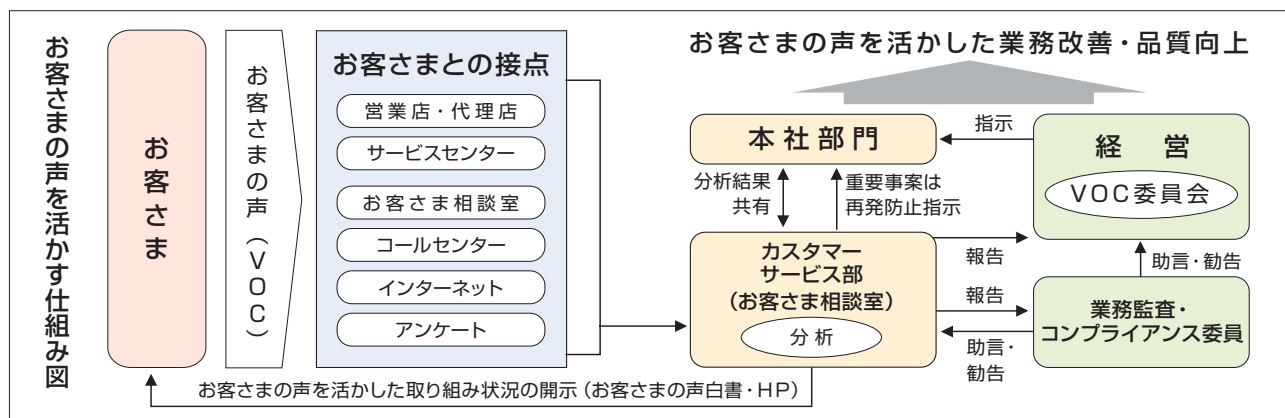 お客さまの声を活かす仕組み図
お客さま
お客さまの声（VOC）
お客さまとの接点
営業店・代理店
サービスセンター
お客さま相談室
コールセンター
インターネット
アンケート
お客さまの声を活かした業務改善・品質向上
本社部門
指示
経　営
VOC委員会
分析結果
共有
重要事案は
再発防止指示
カスタマー
サービス部
（お客さま相談室）
分析
報告
助言・勧告
報告
業務監査・
コンプライアンス委員
助言・
勧告
お客さまの声を活かした取り組み状況の開示（お客さまの声白書・HP）